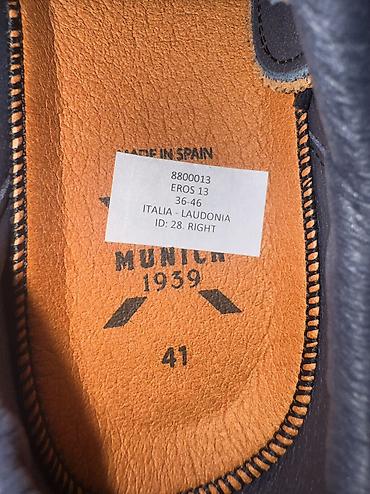 MADE IN SPAIN
8800013
EROS 13
36-46
ITALIA - LAUDONIA
ID: 28. RIGHT
MUNICH
1939
41